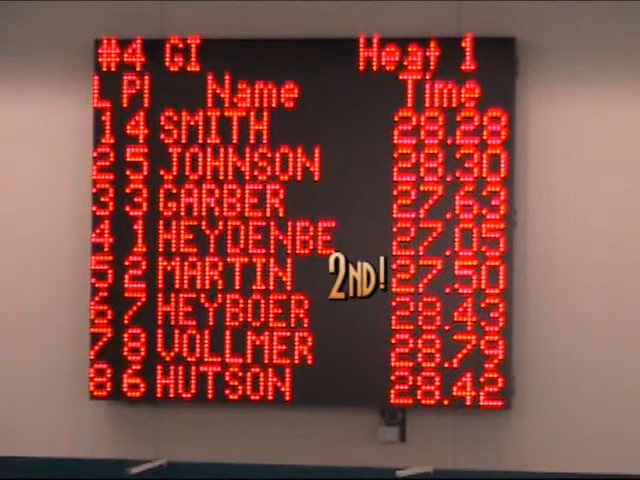 #4 GI Heat 1
L Pl Name Time
1 4 SMITH 28.28
2 5 JOHNSON 28.30
3 3 GARBER 27.63
4 1 HEYDENBE 27.05
5 2 MARTIN 2ND! 27.50
6 7 HEYBOER 28.43
7 8 VOLLMER 28.79
8 6 HUTSON 28.42